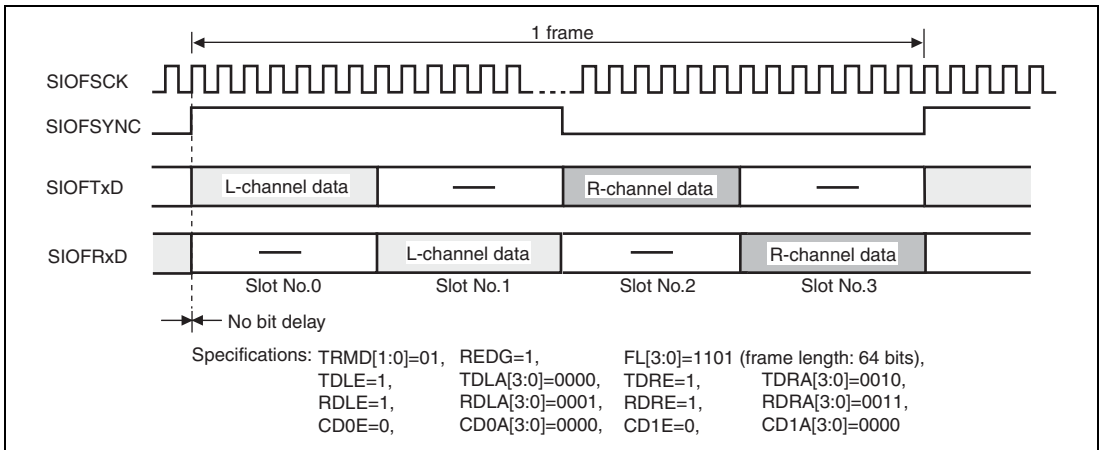 1 frame
SIOFSCK
SIOFSYNC
SIOFTxD L-channel data — R-channel data —
SIOFRxD — L-channel data — R-channel data
Slot No.0 Slot No.1 Slot No.2 Slot No.3
No bit delay
Specifications: TRMD[1:0]=01, REDG=1, FL[3:0]=1101 (frame length: 64 bits),
TDLE=1, TDLA[3:0]=0000, TDRE=1, TDRA[3:0]=0010,
RDLE=1, RDLA[3:0]=0001, RDRE=1, RDRA[3:0]=0011,
CD0E=0, CD0A[3:0]=0000, CD1E=0, CD1A[3:0]=0000